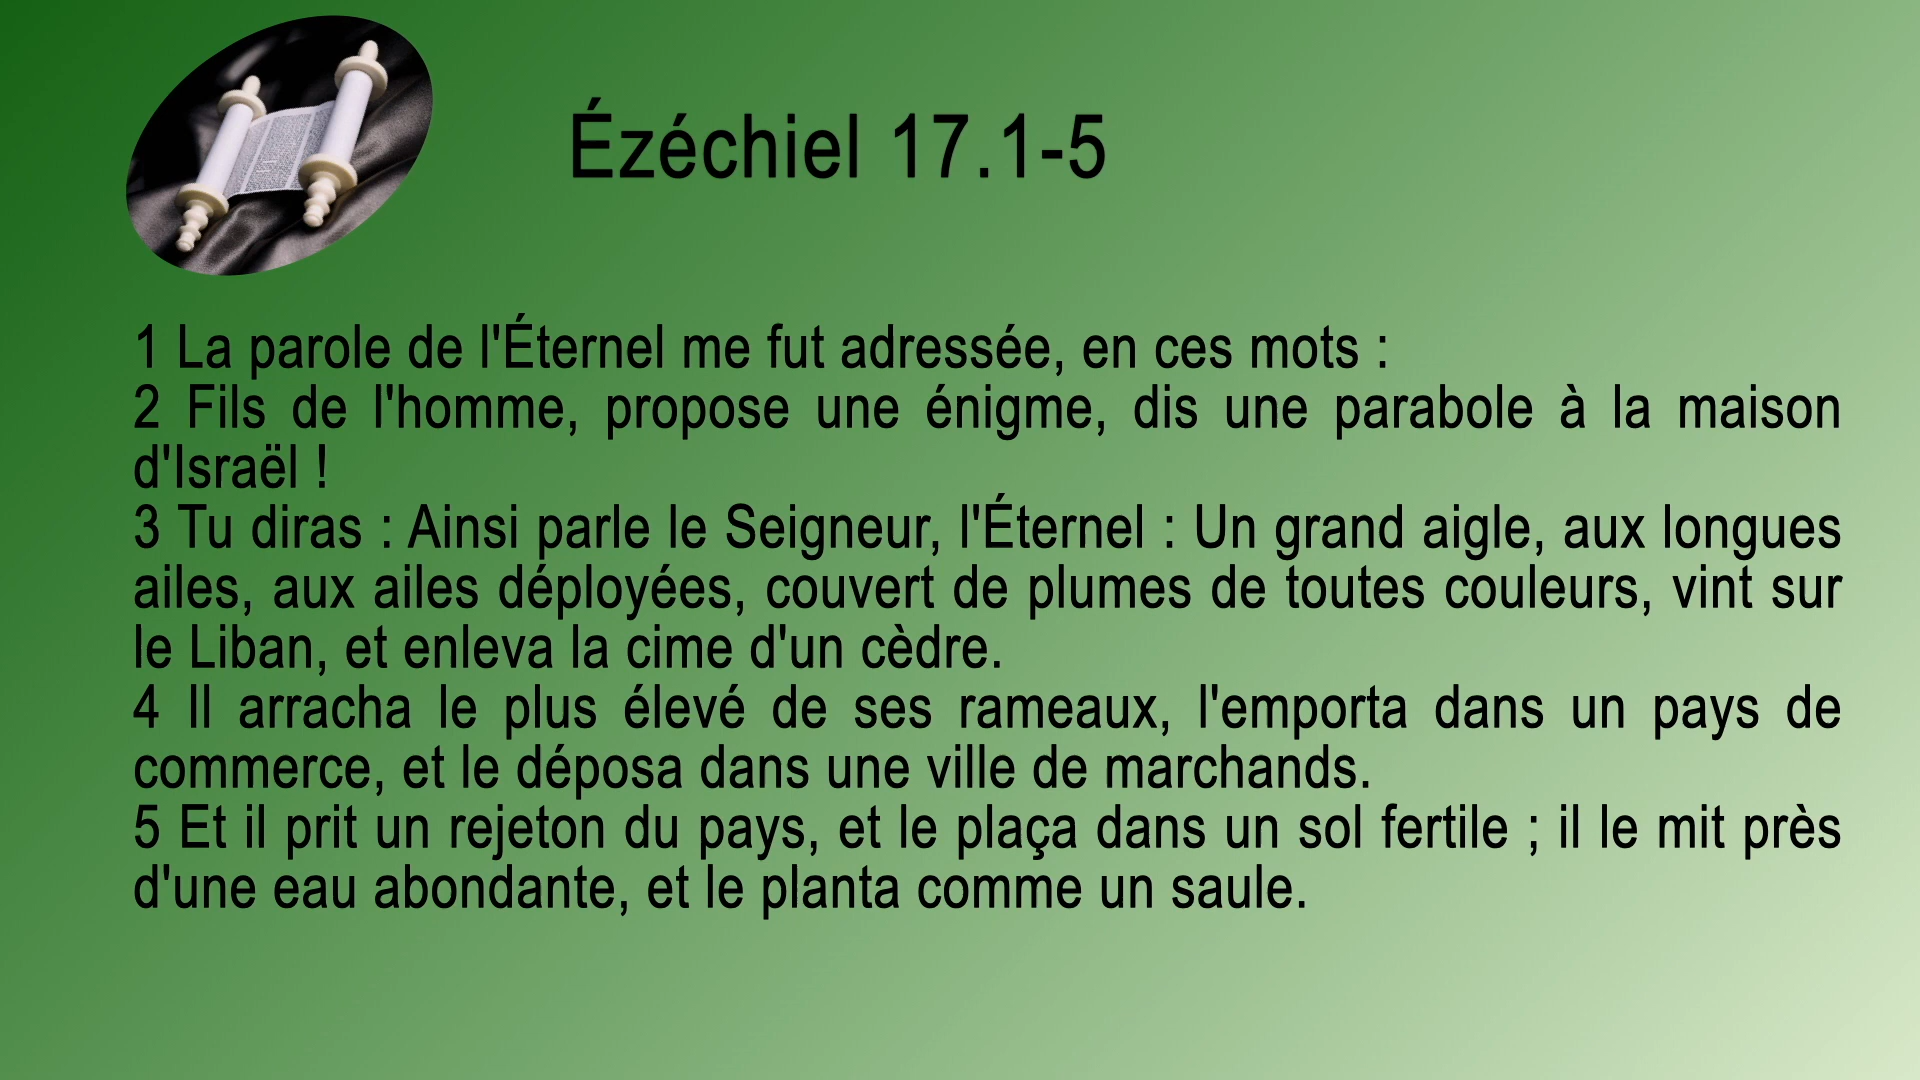 Ézéchiel 17.1-5
1 La parole de l'Éternel me fut adressée, en ces mots :
2 Fils de l'homme, propose une énigme, dis une parabole à la maison
d'Israël !
3 Tu diras : Ainsi parle le Seigneur, l'Éternel : Un grand aigle, aux longues
ailes, aux ailes déployées, couvert de plumes de toutes couleurs, vint sur
le Liban, et enleva la cime d'un cèdre.
4 Il arracha le plus élevé de ses rameaux, l'emporta dans un pays de
commerce, et le déposa dans une ville de marchands.
5 Et il prit un rejeton du pays, et le plaça dans un sol fertile ; il le mit près
d'une eau abondante, et le planta comme un saule.